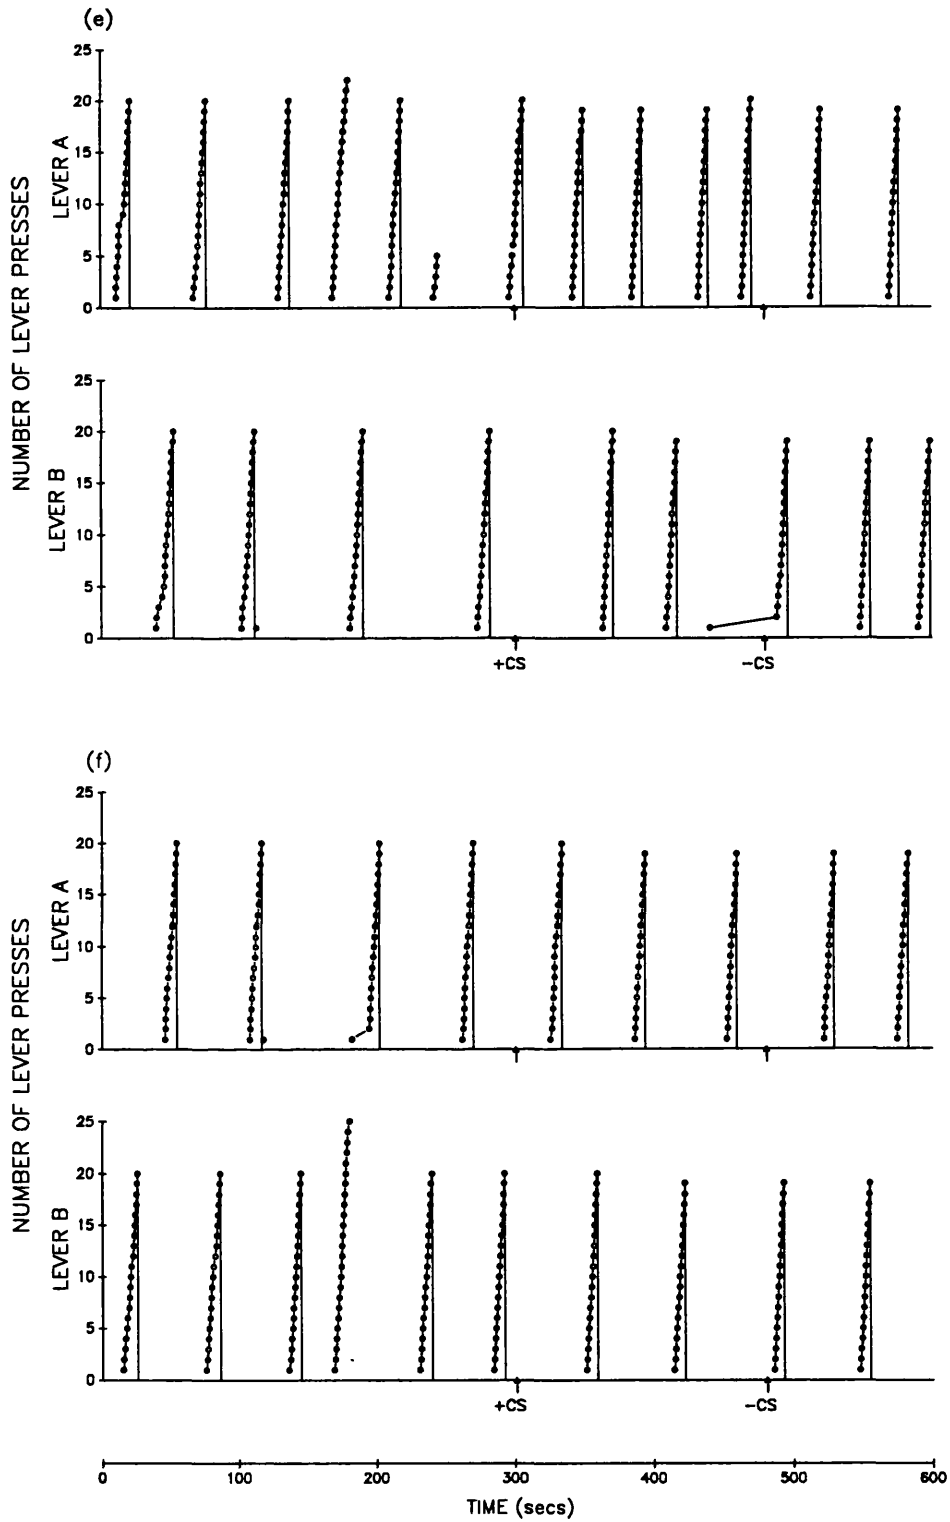 (e)
NUMBER OF LEVER PRESSES
LEVER A
25
20
15
10
5
0
LEVER B
25
20
15
10
5
0
+CS
−CS
(f)
NUMBER OF LEVER PRESSES
LEVER A
25
20
15
10
5
0
LEVER B
25
20
15
10
5
0
+CS
−CS
0 100 200 300 400 500 600
TIME (secs)